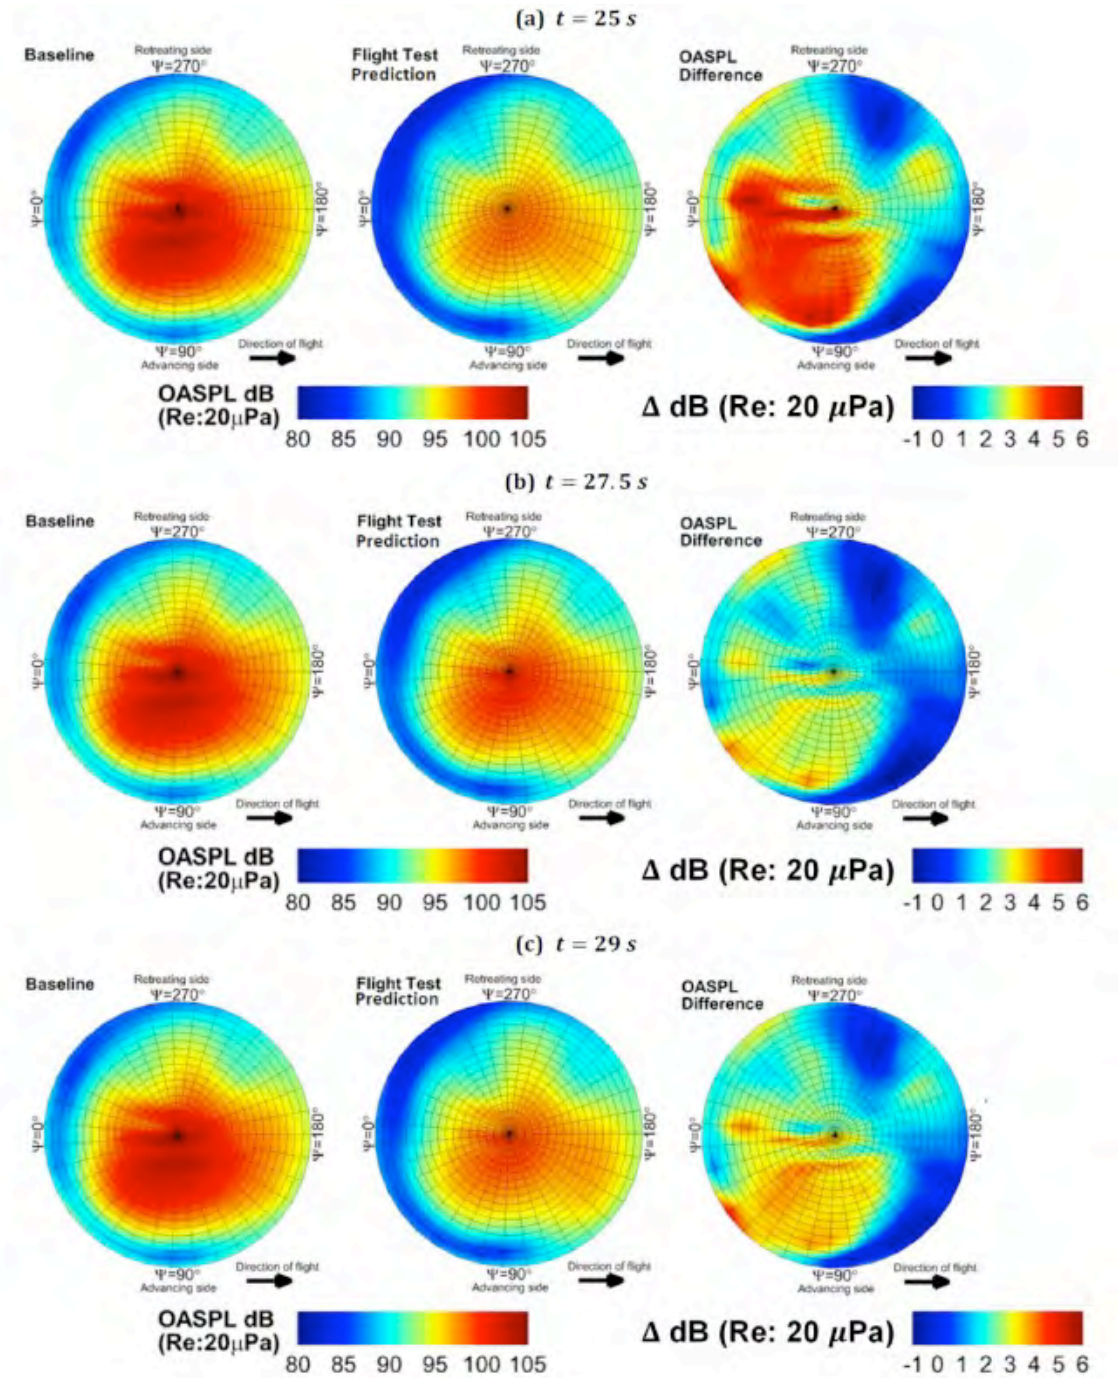 (a) t = 25 s
Baseline
Retreating side
Ψ=270°
Flight Test
Prediction
Retreating side
Ψ=270°
OASPL
Difference
Retreating side
Ψ=270°
Ψ=0°
Ψ=180°
Ψ=0°
Ψ=180°
Ψ=0°
Ψ=180°
Ψ=90°
Advancing side
Direction of flight
Ψ=90°
Advancing side
Direction of flight
Ψ=90°
Advancing side
Direction of flight
OASPL dB
(Re:20μPa)
80 85 90 95 100 105
Δ dB (Re: 20 μPa)
-1 0 1 2 3 4 5 6
(b) t = 27.5 s
Baseline
Retreating side
Ψ=270°
Flight Test
Prediction
Retreating side
Ψ=270°
OASPL
Difference
Retreating side
Ψ=270°
Ψ=0°
Ψ=180°
Ψ=0°
Ψ=180°
Ψ=0°
Ψ=180°
Ψ=90°
Advancing side
Direction of flight
Ψ=90°
Advancing side
Direction of flight
Ψ=90°
Advancing side
Direction of flight
OASPL dB
(Re:20μPa)
80 85 90 95 100 105
Δ dB (Re: 20 μPa)
-1 0 1 2 3 4 5 6
(c) t = 29 s
Baseline
Retreating side
Ψ=270°
Flight Test
Prediction
Retreating side
Ψ=270°
OASPL
Difference
Retreating side
Ψ=270°
Ψ=0°
Ψ=180°
Ψ=0°
Ψ=180°
Ψ=0°
Ψ=180°
Ψ=90°
Advancing side
Direction of flight
Ψ=90°
Advancing side
Direction of flight
Ψ=90°
Advancing side
Direction of flight
OASPL dB
(Re:20μPa)
80 85 90 95 100 105
Δ dB (Re: 20 μPa)
-1 0 1 2 3 4 5 6